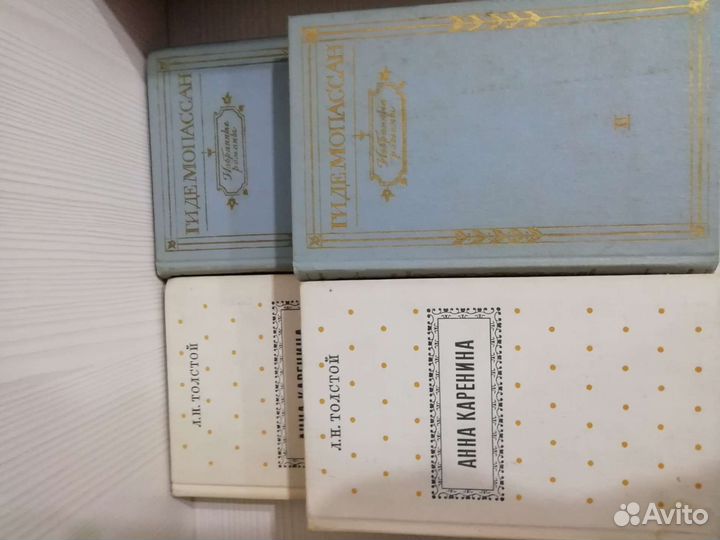 ГИ ДЕ МОПАССАН
Избранные
романы
ГИ ДЕ МОПАССАН
Избранные
романы
II
Л.Н. ТОЛСТОЙ
АННА КАРЕНИНА
Л.Н. ТОЛСТОЙ
АННА КАРЕНИНА
Avito